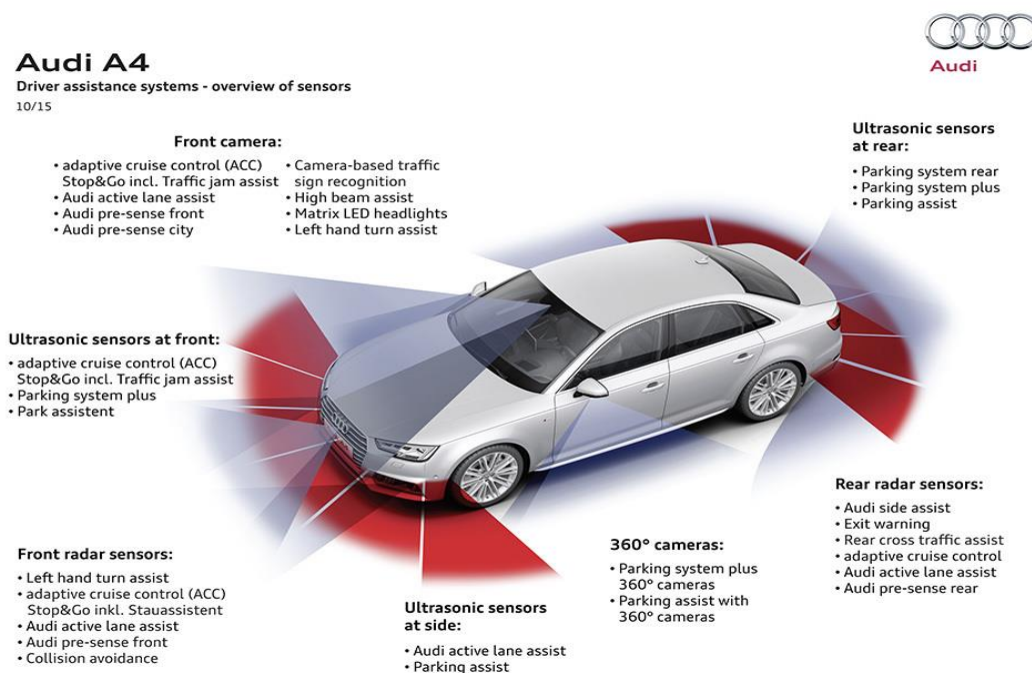 Audi A4
Driver assistance systems - overview of sensors
10/15
Audi
Front camera:
• adaptive cruise control (ACC)
Stop&Go incl. Traffic jam assist
• Audi active lane assist
• Audi pre-sense front
• Audi pre-sense city
• Camera-based traffic
sign recognition
• High beam assist
• Matrix LED headlights
• Left hand turn assist
Ultrasonic sensors
at rear:
• Parking system rear
• Parking system plus
• Parking assist
Ultrasonic sensors at front:
• adaptive cruise control (ACC)
Stop&Go incl. Traffic jam assist
• Parking system plus
• Park assistent
Front radar sensors:
• Left hand turn assist
• adaptive cruise control (ACC)
Stop&Go inkl. Stauassistent
• Audi active lane assist
• Audi pre-sense front
• Collision avoidance
Ultrasonic sensors
at side:
• Audi active lane assist
• Parking assist
360° cameras:
• Parking system plus
360° cameras
• Parking assist with
360° cameras
Rear radar sensors:
• Audi side assist
• Exit warning
• Rear cross traffic assist
• adaptive cruise control
• Audi active lane assist
• Audi pre-sense rear